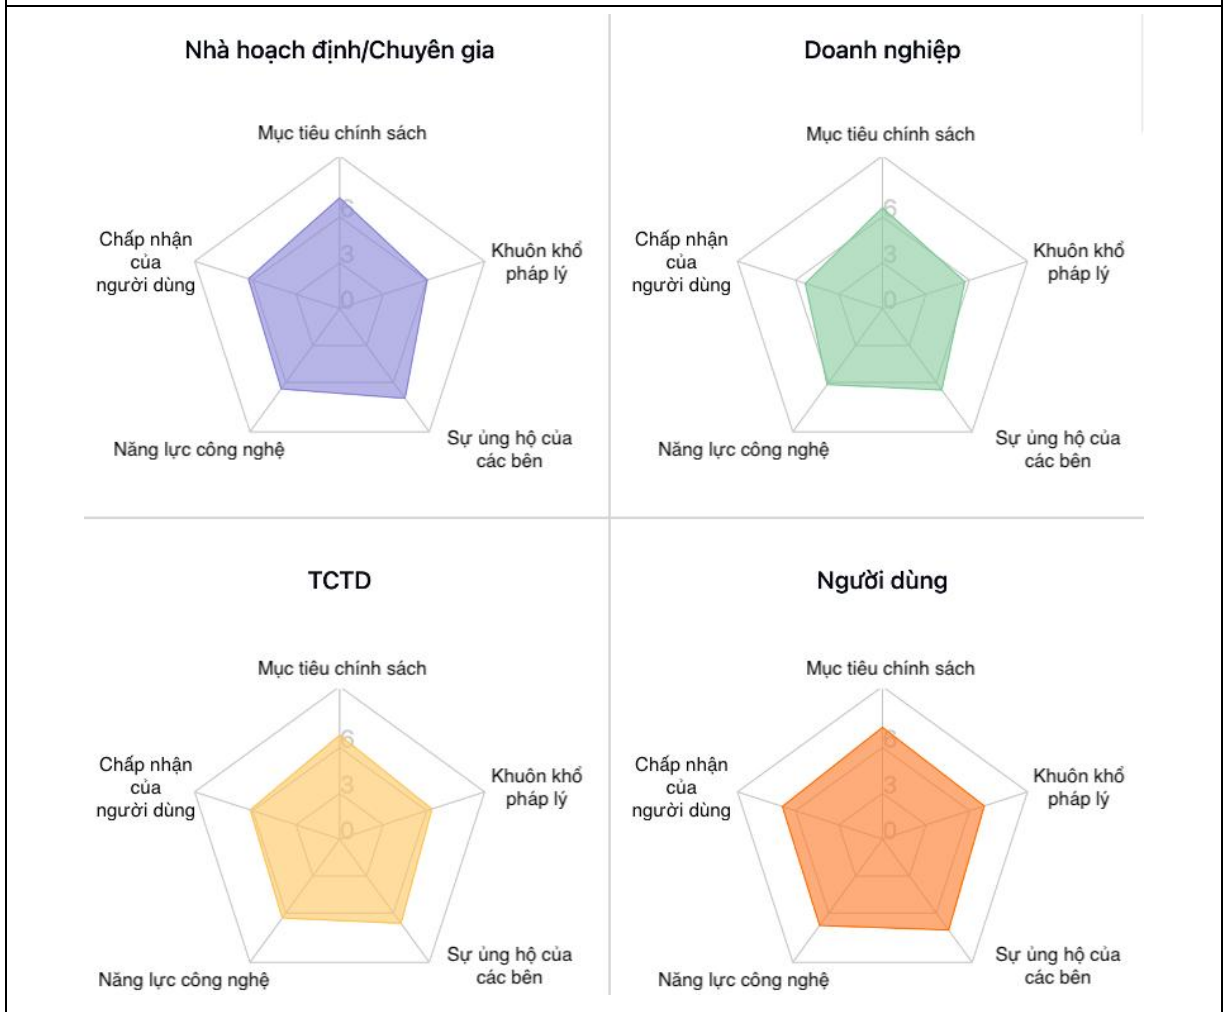 Nhà hoạch định/Chuyên gia
Mục tiêu chính sách
Chấp nhận
của
người dùng
6
3
0
Khuôn khổ
pháp lý
Năng lực công nghệ
Sự ủng hộ của
các bên
Doanh nghiệp
Mục tiêu chính sách
Chấp nhận
của
người dùng
6
3
0
Khuôn khổ
pháp lý
Năng lực công nghệ
Sự ủng hộ của
các bên
TCTD
Mục tiêu chính sách
Chấp nhận
của
người dùng
6
3
0
Khuôn khổ
pháp lý
Năng lực công nghệ
Sự ủng hộ của
các bên
Người dùng
Mục tiêu chính sách
Chấp nhận
của
người dùng
6
3
0
Khuôn khổ
pháp lý
Năng lực công nghệ
Sự ủng hộ của
các bên